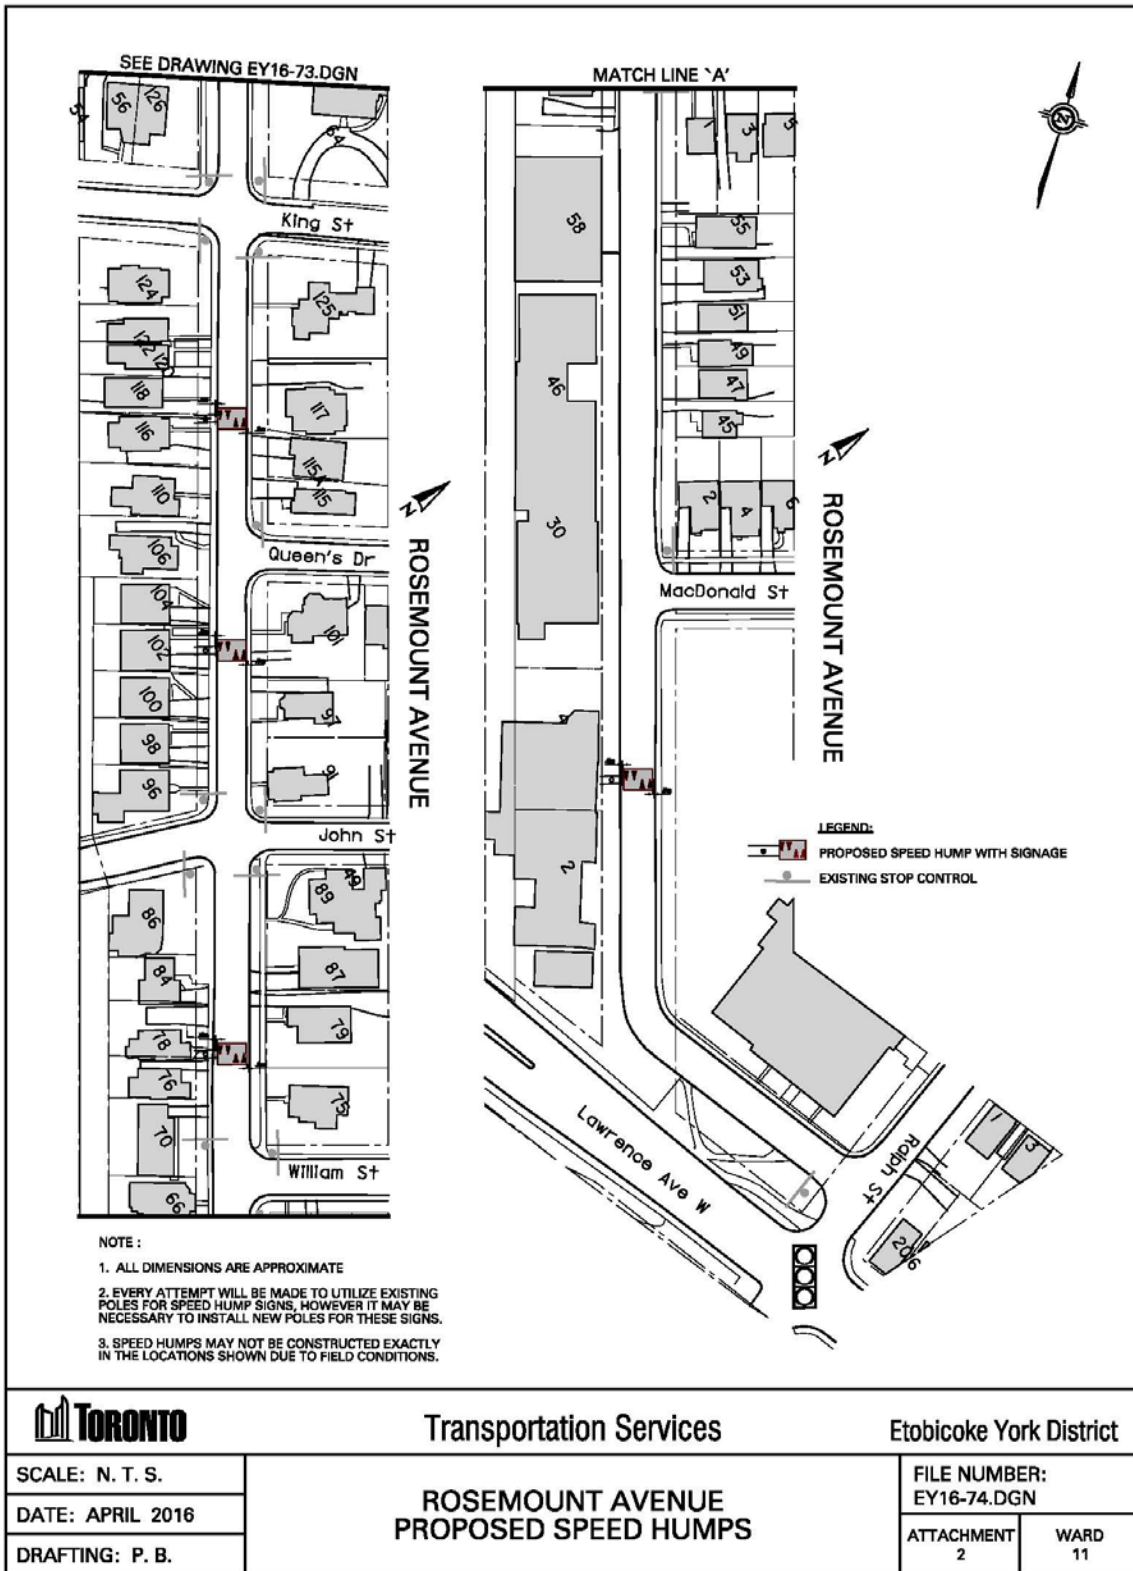 SEE DRAWING EY16-73.DGN
54
56
126
64
King St
124
125
122
120
118
117
116
115A
110
115
Queen's Dr
106
104
101
102
100
97
98
91
96
John St
49
89
86
87
84
79
78
76
75
70
William St
66
ROSEMOUNT AVENUE
N
MATCH LINE 'A'
1
3
5
58
55
53
51
46
49
47
45
2
4
6
30
MacDonald St
4
2
N
ROSEMOUNT AVENUE
N
LEGEND:
PROPOSED SPEED HUMP WITH SIGNAGE
EXISTING STOP CONTROL
Lawrence Ave W
Ralph St
1
3
206
NOTE :
1. ALL DIMENSIONS ARE APPROXIMATE
2. EVERY ATTEMPT WILL BE MADE TO UTILIZE EXISTING
POLES FOR SPEED HUMP SIGNS, HOWEVER IT MAY BE
NECESSARY TO INSTALL NEW POLES FOR THESE SIGNS.
3. SPEED HUMPS MAY NOT BE CONSTRUCTED EXACTLY
IN THE LOCATIONS SHOWN DUE TO FIELD CONDITIONS.
TORONTO
Transportation Services
Etobicoke York District
SCALE: N. T. S.
DATE: APRIL 2016
DRAFTING: P. B.
ROSEMOUNT AVENUE
PROPOSED SPEED HUMPS
FILE NUMBER:
EY16-74.DGN
ATTACHMENT
2
WARD
11